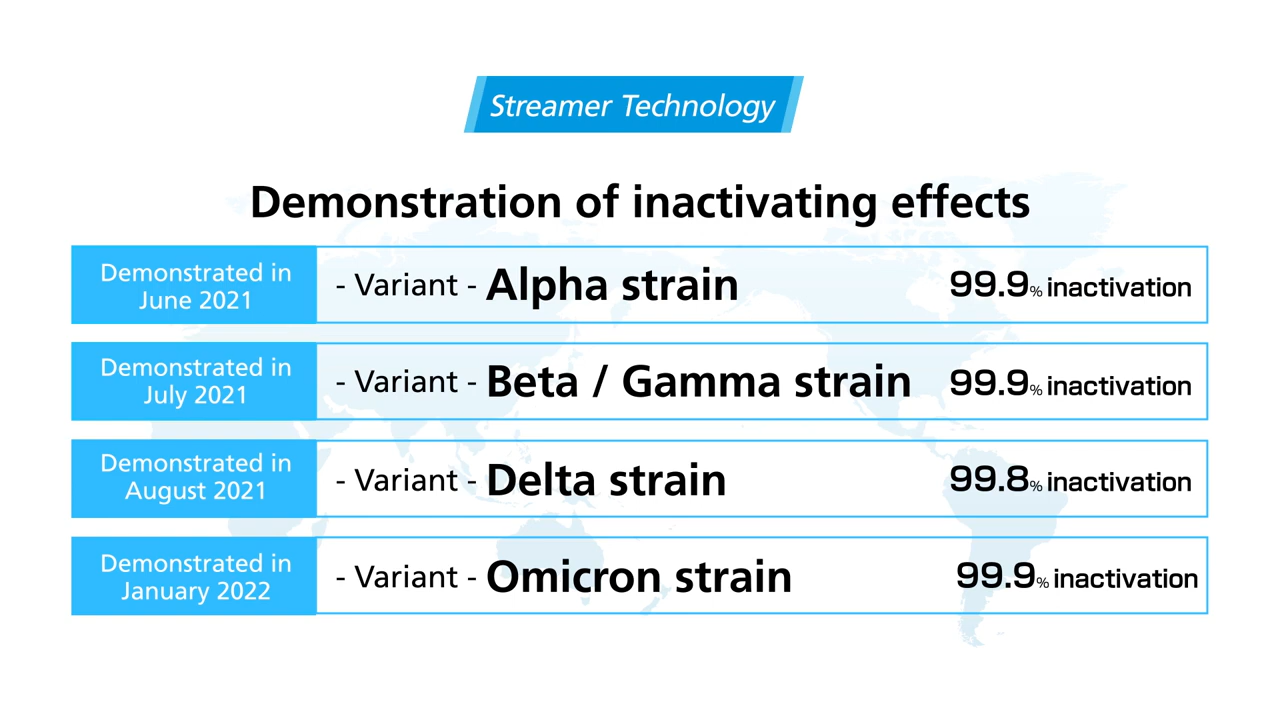 Streamer Technology
Demonstration of inactivating effects
Demonstrated in
June 2021
- Variant - Alpha strain
99.9% inactivation
Demonstrated in
July 2021
- Variant - Beta / Gamma strain
99.9% inactivation
Demonstrated in
August 2021
- Variant - Delta strain
99.8% inactivation
Demonstrated in
January 2022
- Variant - Omicron strain
99.9% inactivation